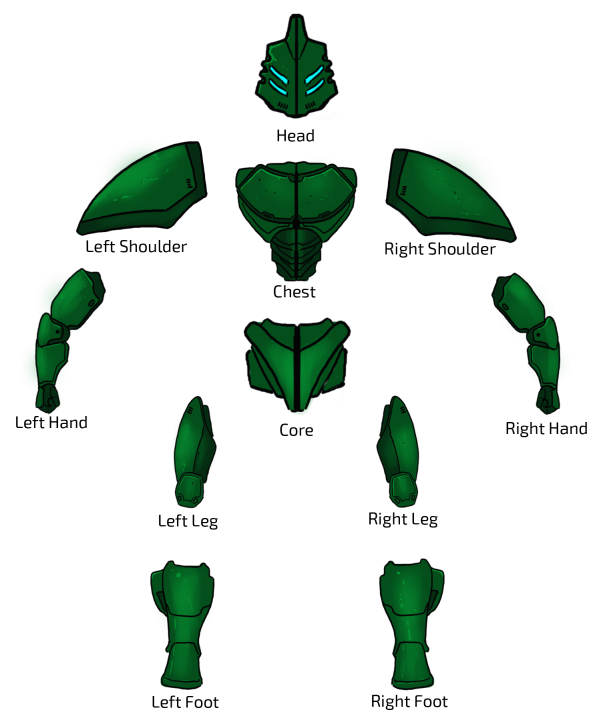 Head
Left Shoulder
Right Shoulder
Chest
Left Hand
Core
Right Hand
Left Leg
Right Leg
Left Foot
Right Foot